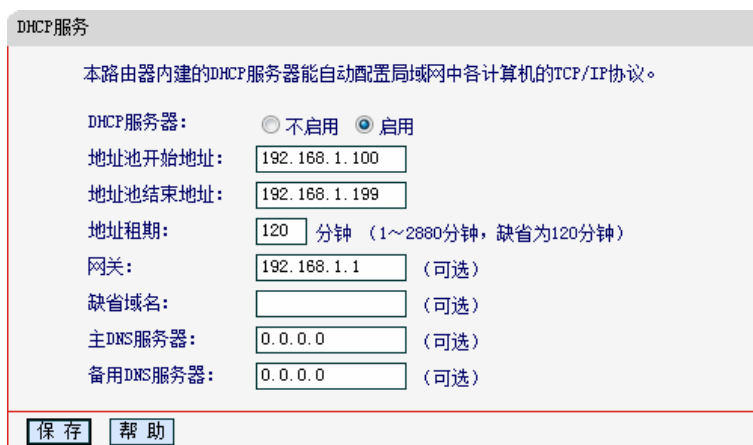 DHCP服务
本路由器内建的DHCP服务器能自动配置局域网中各计算机的TCP/IP协议。
DHCP服务器： 不启用 启用
地址池开始地址： 192.168.1.100
地址池结束地址： 192.168.1.199
地址租期： 120 分钟 （1～2880分钟，缺省为120分钟）
网关： 192.168.1.1 （可选）
缺省域名： （可选）
主DNS服务器： 0.0.0.0 （可选）
备用DNS服务器： 0.0.0.0 （可选）
保 存 帮 助